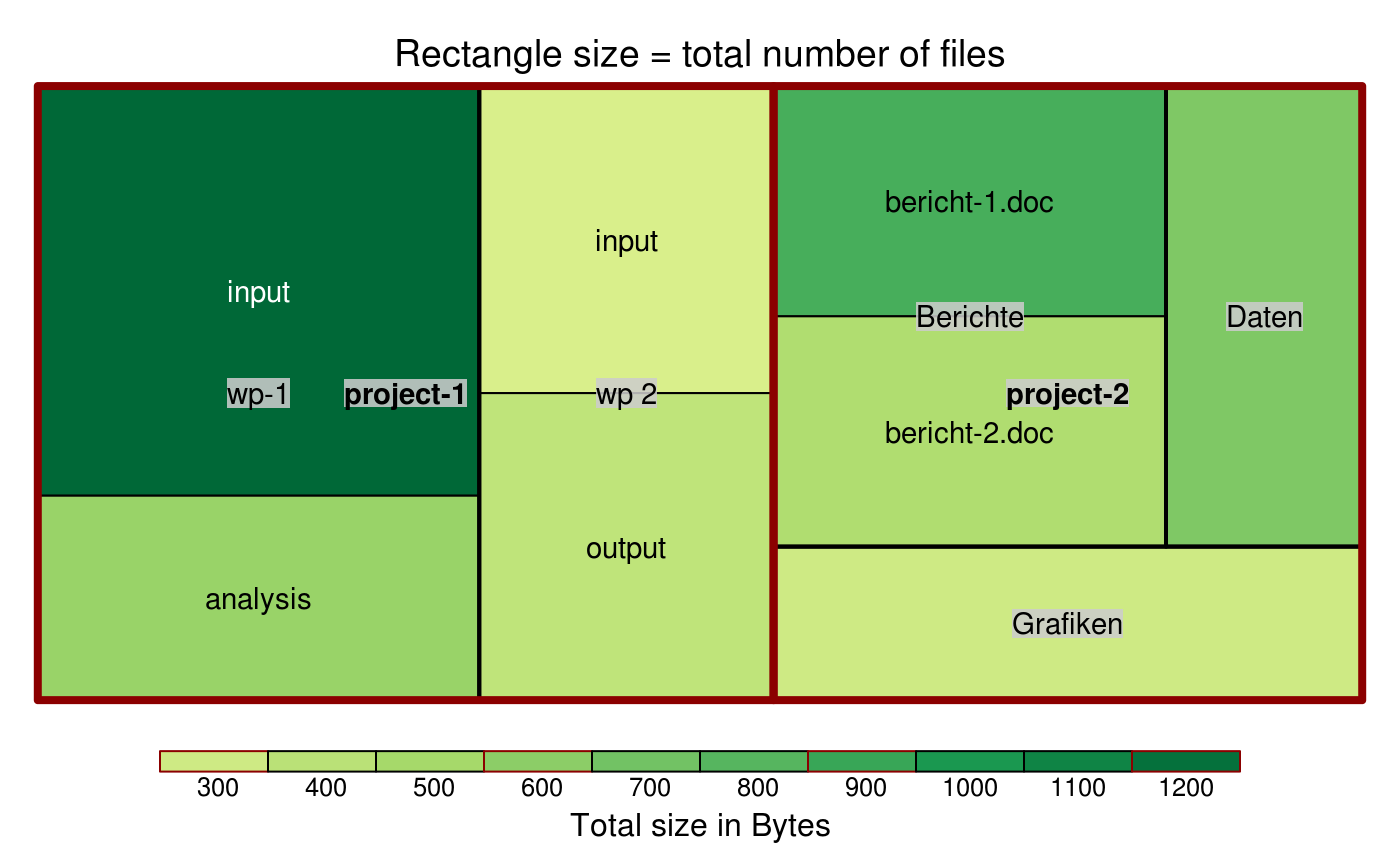 Rectangle size = total number of files
input
wp-1
project-1
analysis
input
wp 2
output
bericht-1.doc
Berichte
project-2
bericht-2.doc
Daten
Grafiken
300 400 500 600 700 800 900 1000 1100 1200
Total size in Bytes